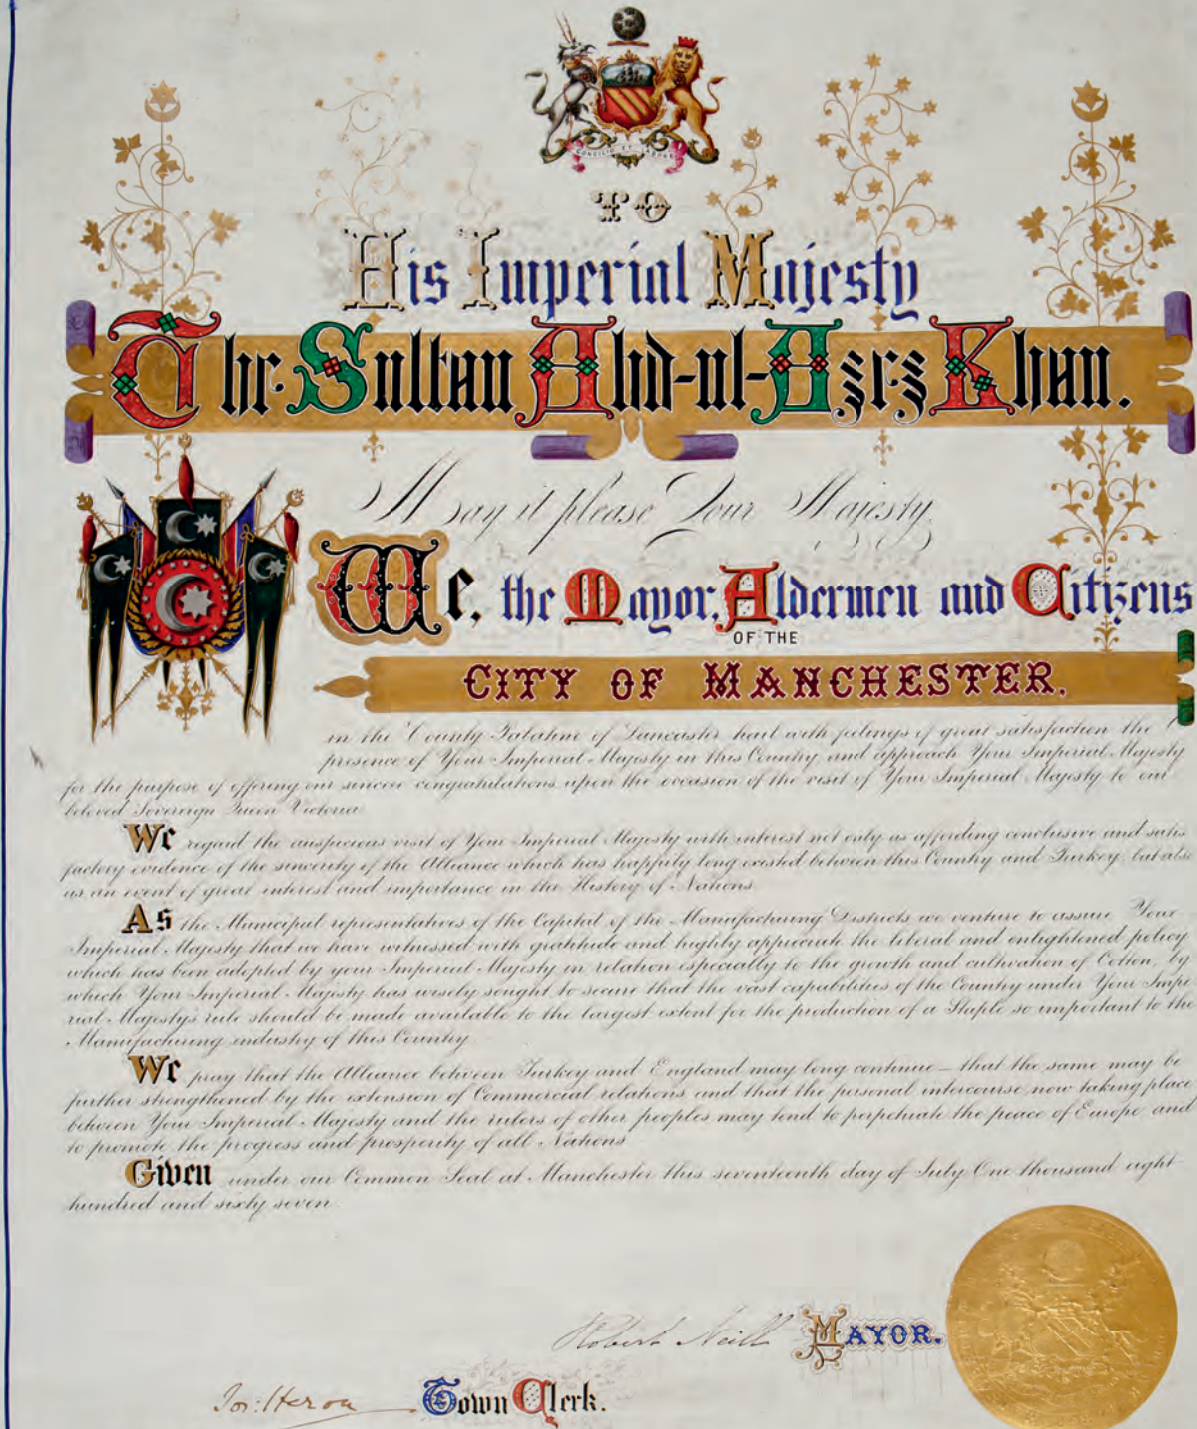 CONCILIO ET LABORE
TO
His Imperial Majesty
The Sultan Abd-ul-Aziz Khan.
May it please Your Majesty,
We, the Mayor, Aldermen and Citizens
OF THE
CITY OF MANCHESTER.
in the County Palatine of Lancaster hail with feelings of great satisfaction the
presence of Your Imperial Majesty in this Country and approach Your Imperial Majesty
for the purpose of offering our sincere congratulations upon the occasion of the visit of Your Imperial Majesty to our
beloved Sovereign Queen Victoria
We regard the auspicious visit of Your Imperial Majesty with interest not only as affording conclusive and satis
factory evidence of the sincerity of the Alliance which has happily long existed between this Country and Turkey, but also
as an event of great interest and importance in the History of Nations
As the Municipal representatives of the Capital of the Manufacturing Districts we venture to assure Your
Imperial Majesty that we have witnessed with gratitude and highly appreciate the liberal and enlightened policy
which has been adopted by your Imperial Majesty in relation especially to the growth and cultivation of Cotton, by
which Your Imperial Majesty has wisely sought to secure that the vast capabilities of the Country under Your Impe
rial Majesty's rule should be made available to the largest extent for the production of a Staple so important to the
Manufacturing industry of this Country
We pray that the Alliance between Turkey and England may long continue – that the same may be
further strengthened by the extension of Commercial relations and that the personal intercourse now taking place
between Your Imperial Majesty and the rulers of other peoples may tend to perpetuate the peace of Europe and
to promote the progress and prosperity of all Nations
Given under our Common Seal at Manchester this seventeenth day of July One thousand eight
hundred and sixty seven
Robert Neill MAYOR.
Jos: Heron Town Clerk.